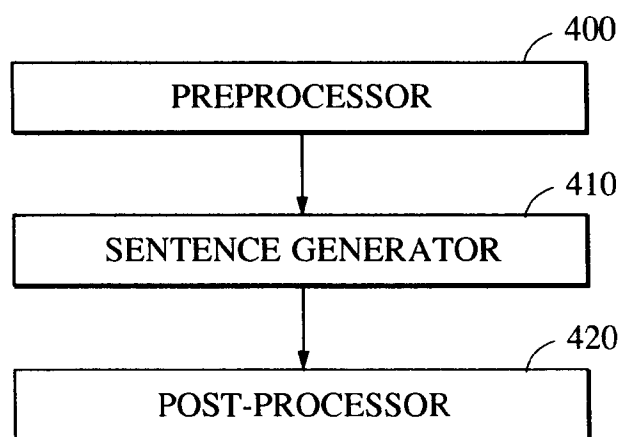 400
PREPROCESSOR
410
SENTENCE GENERATOR
420
POST-PROCESSOR